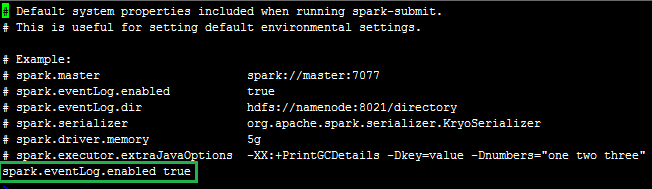 # Default system properties included when running spark-submit.
# This is useful for setting default environmental settings.
# Example:
# spark.master spark://master:7077
# spark.eventLog.enabled true
# spark.eventLog.dir hdfs://namenode:8021/directory
# spark.serializer org.apache.spark.serializer.KryoSerializer
# spark.driver.memory 5g
# spark.executor.extraJavaOptions -XX:+PrintGCDetails -Dkey=value -Dnumbers="one two three"
spark.eventLog.enabled true